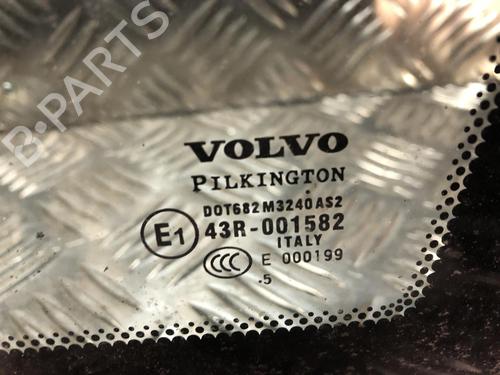 B-PARTS
VOLVO
PILKINGTON
DOT682 M3240 AS2
E1 43R-001582
ITALY
CCC E 000199
.5